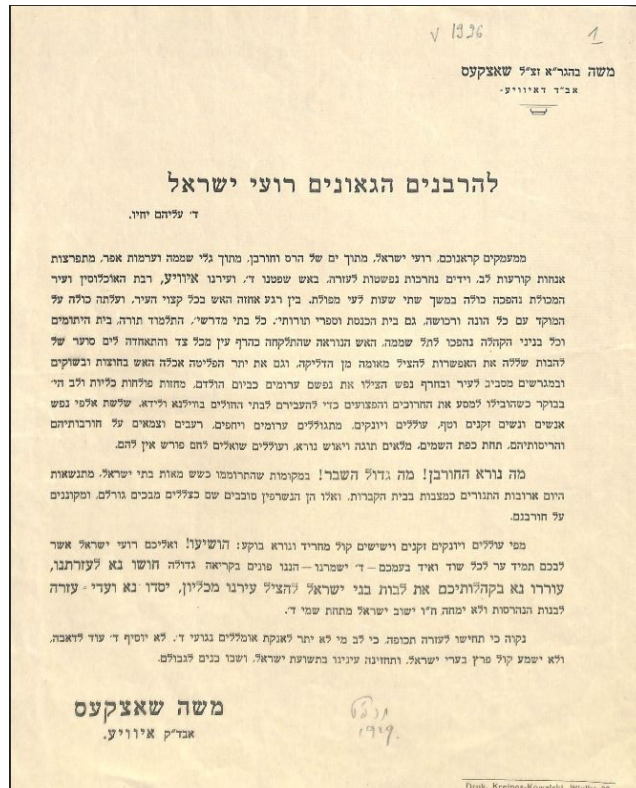 √ 1996 1
משה בהגר"א זצ"ל שאצקעס
אב"ד דאיוויע.
להרבנים הגאונים רועי ישראל
ד' עליהם יחיו.
ממעמקים קראנוכם, רועי ישראל, מתוך ים של הרס וחורבן, מתוך גלי שממה וערמות אפר, מתפרצות
אנחות קורעות לב, וידים נחרכות נפשטות לעזרה. באש שפטנו ד', ועירנו איוויע, רבת האוכלוסין ועיר
המכולת נהפכה כולה במשך שתי שעות לעי מפולת. בין רגע אחזה האש בכל קצוי העיר, ועלתה כולה על
המוקד עם כל הונה ורכושה, גם בית הכנסת וספרי תורותי', כל בתי מדרשי', התלמוד תורה, בית היתומים
וכל בניני הקהלה נהפכו לתל שממה, האש הנוראה שהתלקחה כהרף עין מכל צד והתאחדה לים סוער של
להבות שללה את האפשרות להציל מאומה מן הדליקה, וגם את יתר הפליטה אכלה האש בחוצות ובשוקים
ובמגרשים מסביב לעיר ובחרף נפש הצילו את נפשם ערומים כביום הולדם, מחזות פולחות כליות ולב הי'
בבוקר כשהובילו למסע את החרוכים והפצועים כדי להעבירם לבתי החולים בווילנא ולידא. שלשת אלפי נפש
אנשים ונשים זקנים וטף, עוללים ויונקים, מתגוללים ערומים ויחפים, רעבים וצמאים על חורבותיהם
והריסותיהם, תחת כפת השמים, מלאים תוגה ויאוש נורא, ועוללים שואלים לחם פורש אין להם.
מה נורא החורבן! מה גדול השבר! במקומות שהתרוממו כשש מאות בתי ישראל, מתנשאות
היום ארובות התנורים כמצבות בבית הקברות, ואלו הן הנשרפין סובבים שם כצללים מבכים גורלם, ומקוננים
על חורבנם.
מפי עוללים ויונקים זקנים וישישים קול מחריד ונורא בוקע: הושיעו! ואליכם רועי ישראל אשר
לבכם תמיד ער לכל שוד ואיד בעמכם – ד' ישמרנו – הננו פונים בקריאה גדולה חושו נא לעזרתנו,
עוררו נא בקהלותיכם את לבות בני ישראל להציל עירנו מכליון, יסדו נא ועדי - עזרה
לבנות הנהרסות ולא ימחה ח"ו ישוב ישראל מתחת שמי ד'.
נקוה כי תחישו לעזרה תכופה, כי לב מי לא יתר לאנקת אומללים נגועי ד', לא יוסיף ד' עוד לדאבה,
ולא ישמע קול פרץ בערי ישראל, ותחזינה עינינו בתשועת ישראל, ושבו בנים לגבולם.
משה שאצקעס
אבד"ק איוויע.
תרפ"ט
1929.
Druk. Krejnes-Kowalski, Wielka